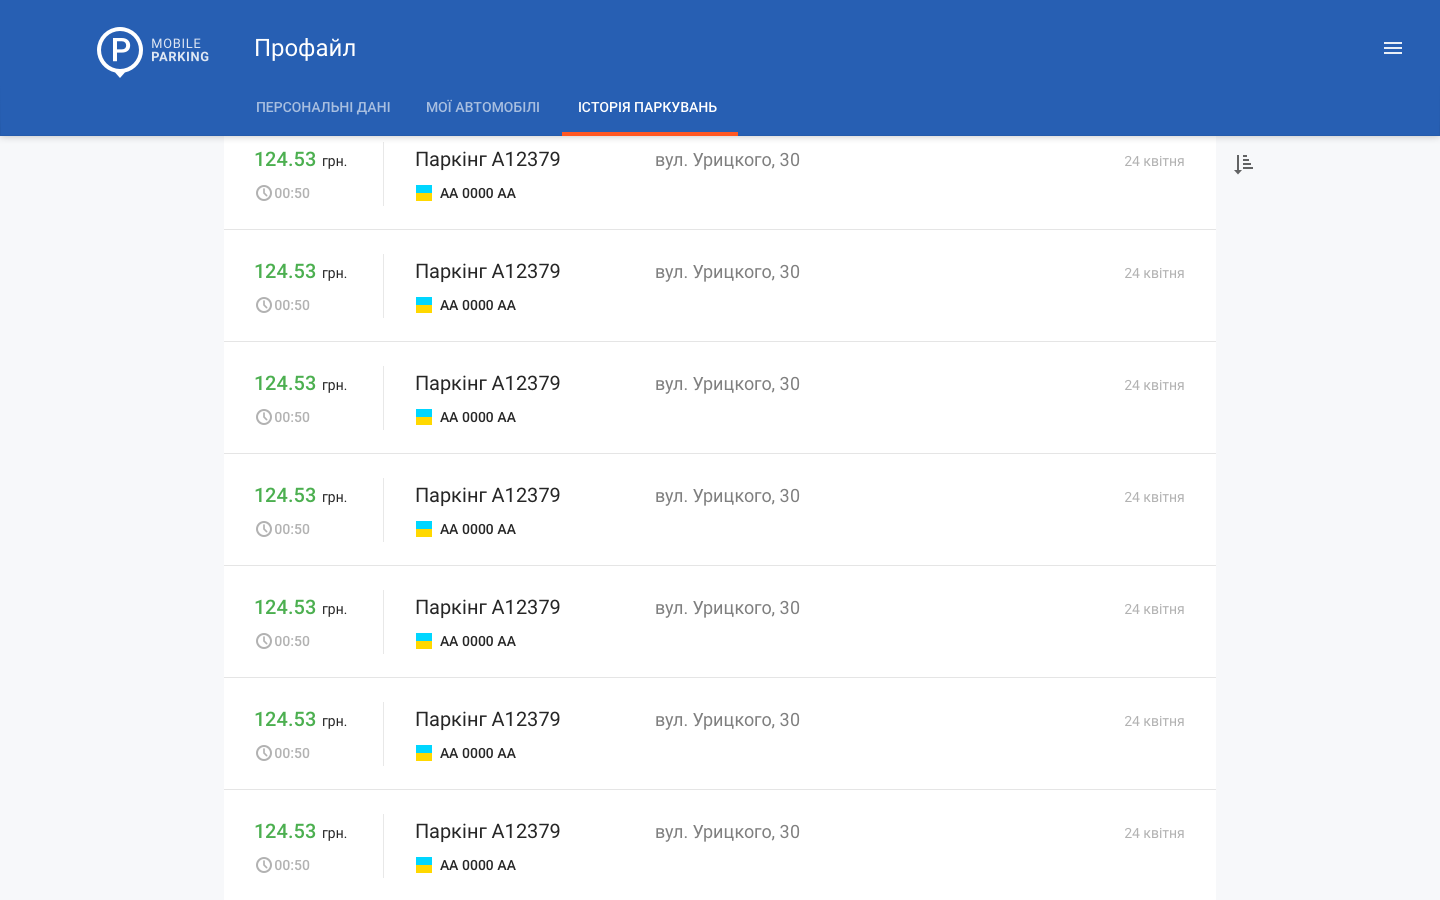 MOBILE
PARKING
Профайл
ПЕРСОНАЛЬНІ ДАНІ МОЇ АВТОМОБІЛІ ІСТОРІЯ ПАРКУВАНЬ
124.53 грн. Паркінг A12379 вул. Урицкого, 30 24 квітня
00:50 AA 0000 AA
124.53 грн. Паркінг A12379 вул. Урицкого, 30 24 квітня
00:50 AA 0000 AA
124.53 грн. Паркінг A12379 вул. Урицкого, 30 24 квітня
00:50 AA 0000 AA
124.53 грн. Паркінг A12379 вул. Урицкого, 30 24 квітня
00:50 AA 0000 AA
124.53 грн. Паркінг A12379 вул. Урицкого, 30 24 квітня
00:50 AA 0000 AA
124.53 грн. Паркінг A12379 вул. Урицкого, 30 24 квітня
00:50 AA 0000 AA
124.53 грн. Паркінг A12379 вул. Урицкого, 30 24 квітня
00:50 AA 0000 AA